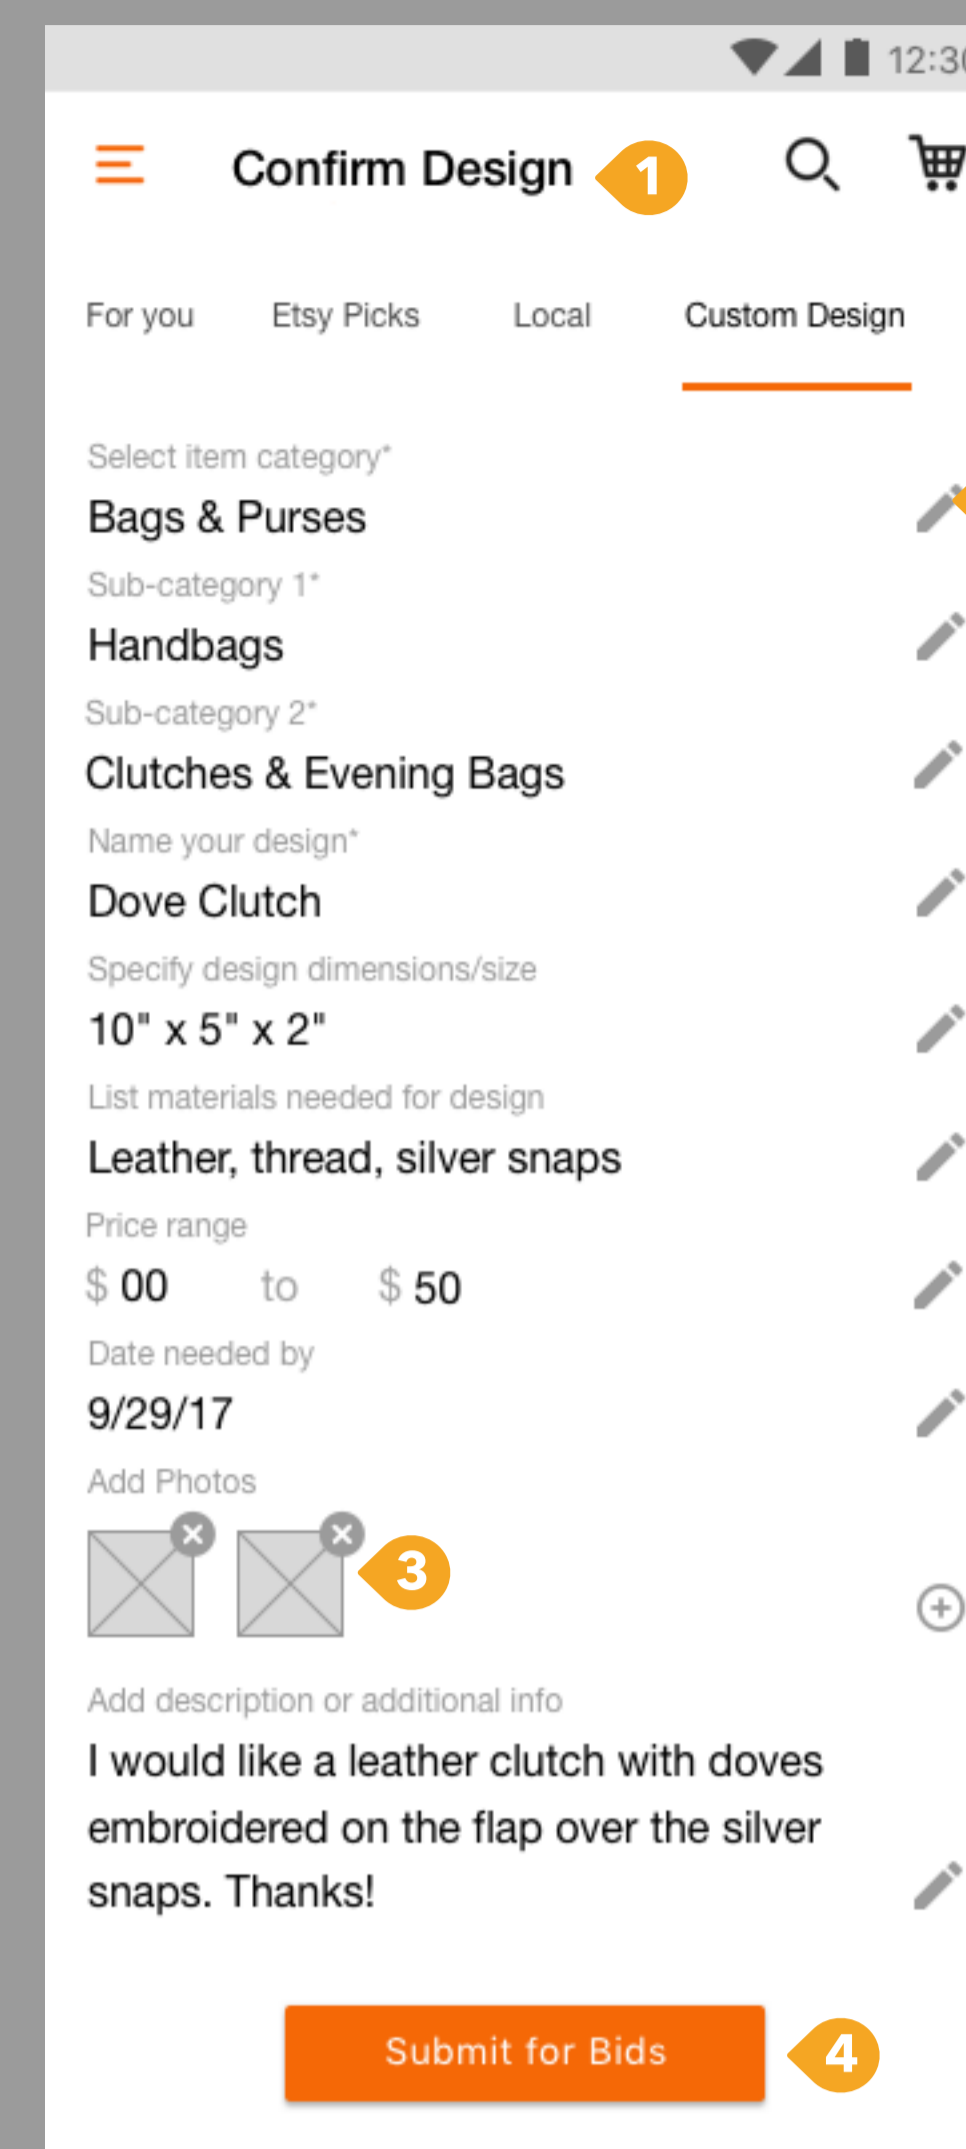 12:30
Confirm Design 1
For you Etsy Picks Local Custom Design
Select item category*
Bags & Purses
Sub-category 1*
Handbags
Sub-category 2*
Clutches & Evening Bags
Name your design*
Dove Clutch
Specify design dimensions/size
10" x 5" x 2"
List materials needed for design
Leather, thread, silver snaps
Price range
$ 00 to $ 50
Date needed by
9/29/17
Add Photos
3
Add description or additional info
I would like a leather clutch with doves
embroidered on the flap over the silver
snaps. Thanks!
Submit for Bids 4